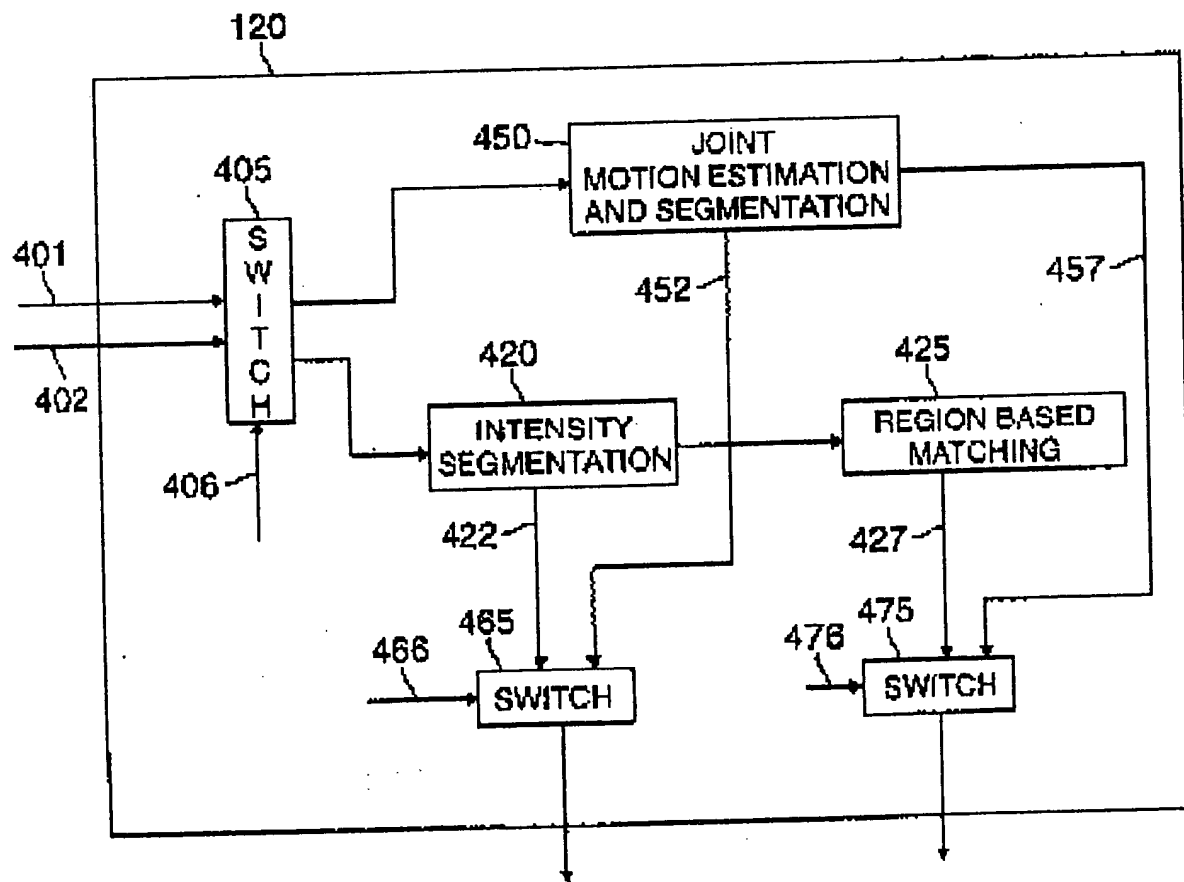 120
450
JOINT
MOTION ESTIMATION
AND SEGMENTATION
405
SWITCH
401
402
406
452
457
420
INTENSITY
SEGMENTATION
425
REGION BASED
MATCHING
422
427
465
466
SWITCH
475
476
SWITCH